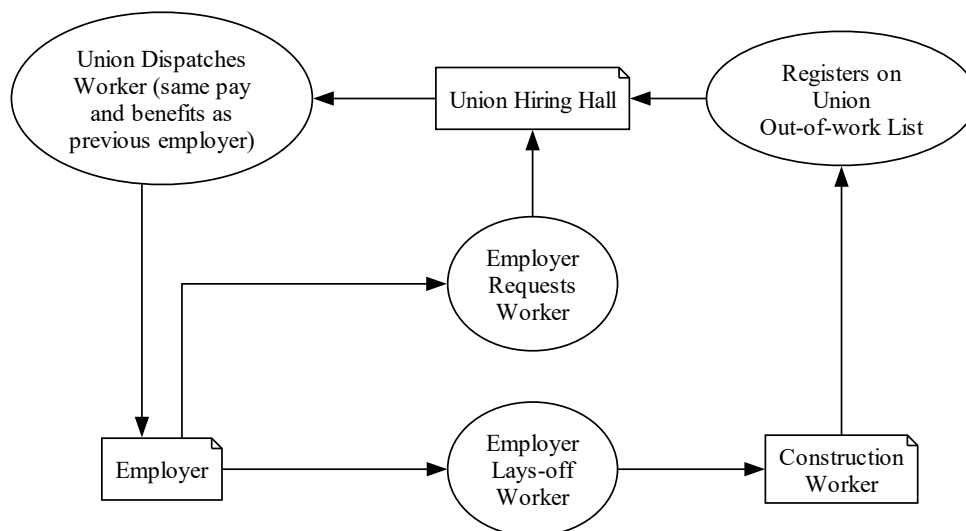 Union Dispatches
Worker (same pay
and benefits as
previous employer)
Union Hiring Hall
Registers on
Union
Out-of-work List
Employer
Requests
Worker
Employer
Employer
Lays-off
Worker
Construction
Worker